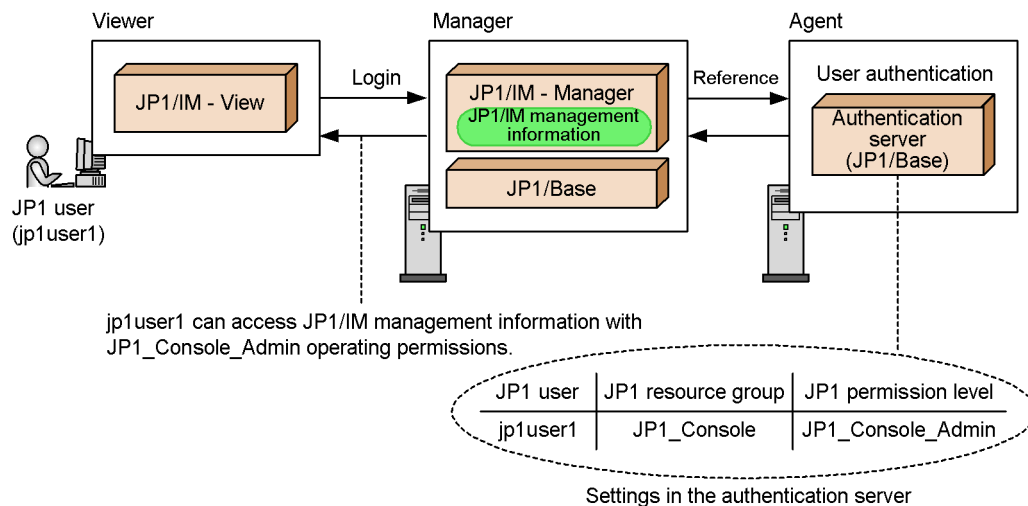 Viewer
Manager
Agent
JP1/IM - View
Login
JP1/IM - Manager
JP1/IM management
information
JP1/Base
Reference
User authentication
Authentication
server
(JP1/Base)
JP1 user
(jp1user1)
jp1user1 can access JP1/IM management information with
JP1_Console_Admin operating permissions.
JP1 user JP1 resource group JP1 permission level
jp1user1 JP1_Console JP1_Console_Admin
Settings in the authentication server